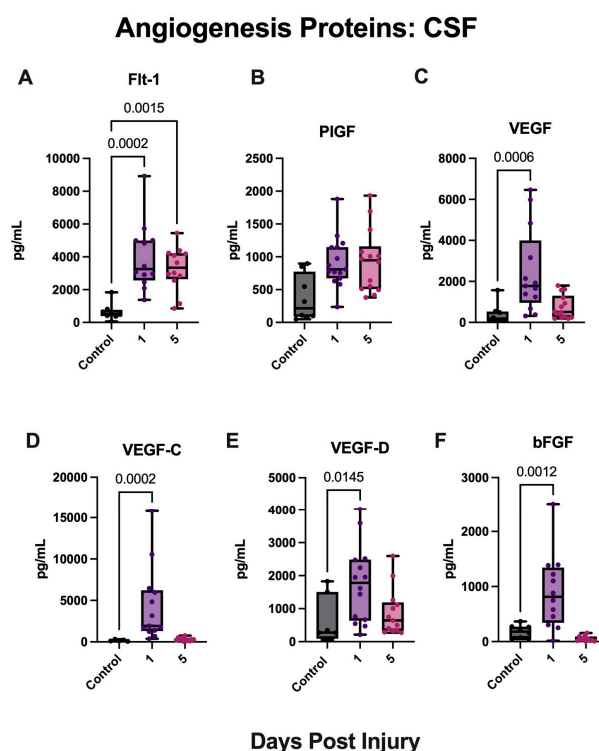 Angiogenesis Proteins: CSF
A
Flt-1
0.0015
0.0002
10000
8000
6000
4000
2000
0
pg/mL
Control
1
5
B
PlGF
2500
2000
1500
1000
500
0
pg/mL
Control
1
5
C
VEGF
0.0006
8000
6000
4000
2000
0
pg/mL
Control
1
5
D
VEGF-C
0.0002
20000
15000
10000
5000
0
pg/mL
Control
1
5
E
VEGF-D
0.0145
5000
4000
3000
2000
1000
0
pg/mL
Control
1
5
F
bFGF
0.0012
3000
2000
1000
0
pg/mL
Control
1
5
Days Post Injury